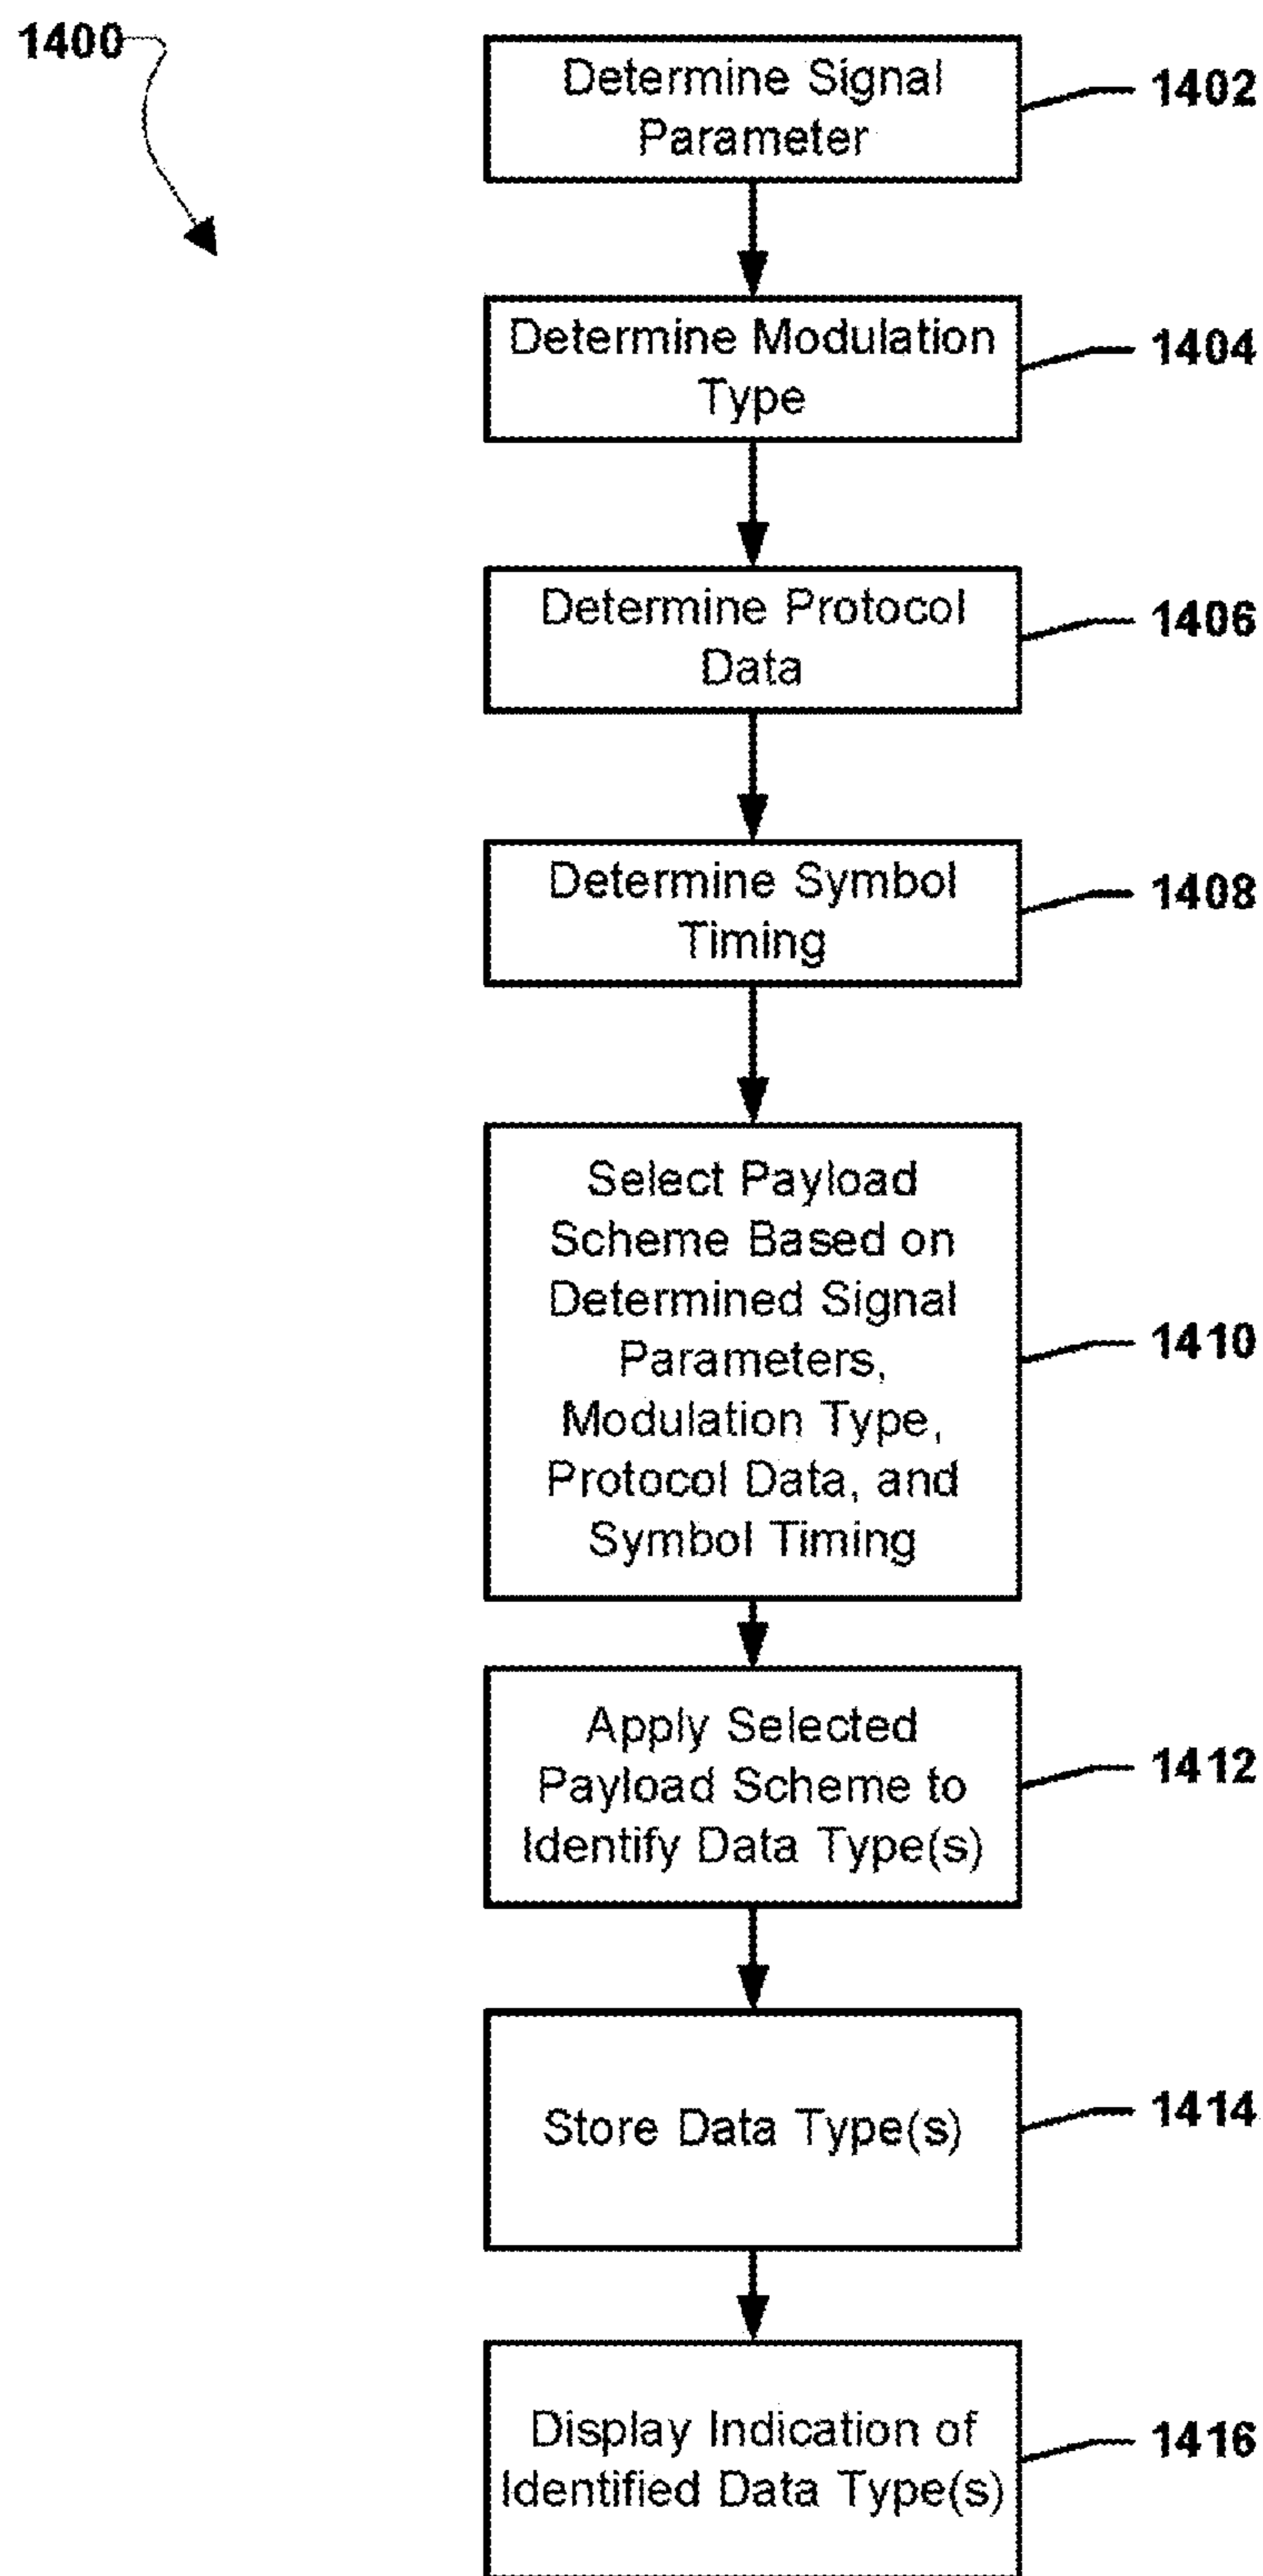 1400
Determine Signal
Parameter
1402
Determine Modulation
Type
1404
Determine Protocol
Data
1406
Determine Symbol
Timing
1408
Select Payload
Scheme Based on
Determined Signal
Parameters,
Modulation Type,
Protocol Data, and
Symbol Timing
1410
Apply Selected
Payload Scheme to
Identify Data Type(s)
1412
Store Data Type(s)
1414
Display Indication of
Identified Data Type(s)
1416